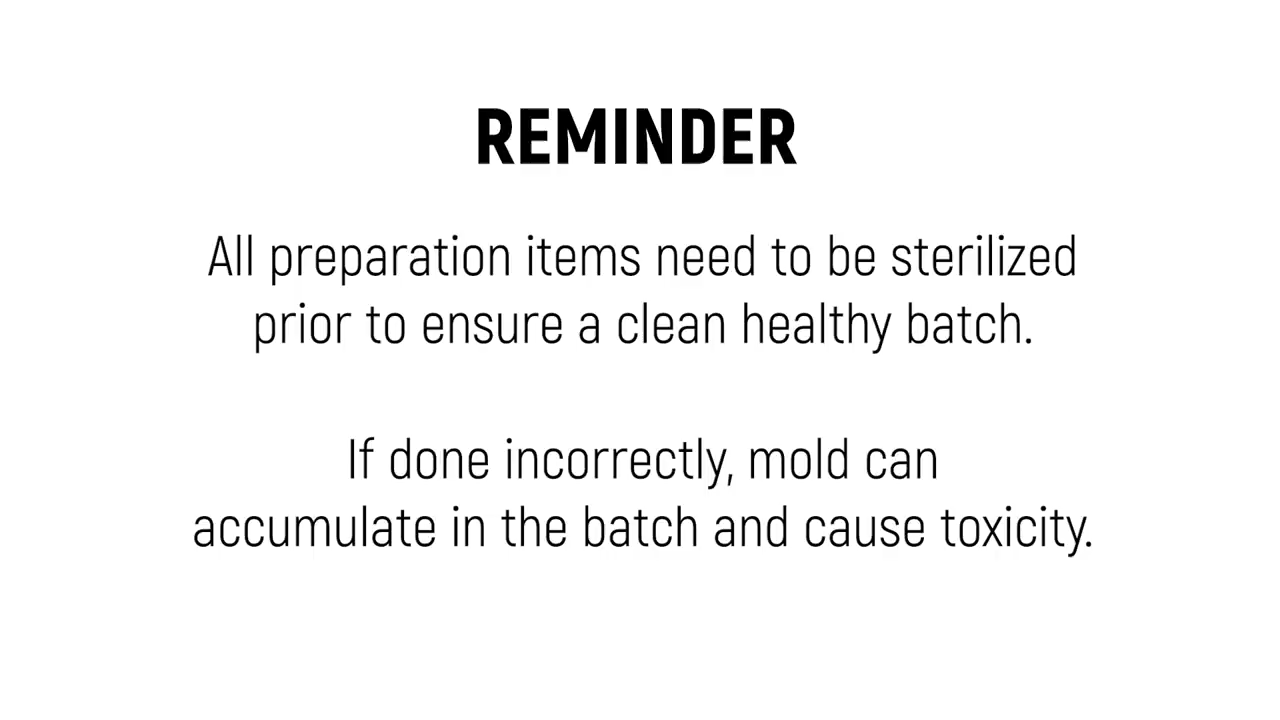 REMINDER
All preparation items need to be sterilized
prior to ensure a clean healthy batch.
If done incorrectly, mold can
accumulate in the batch and cause toxicity.